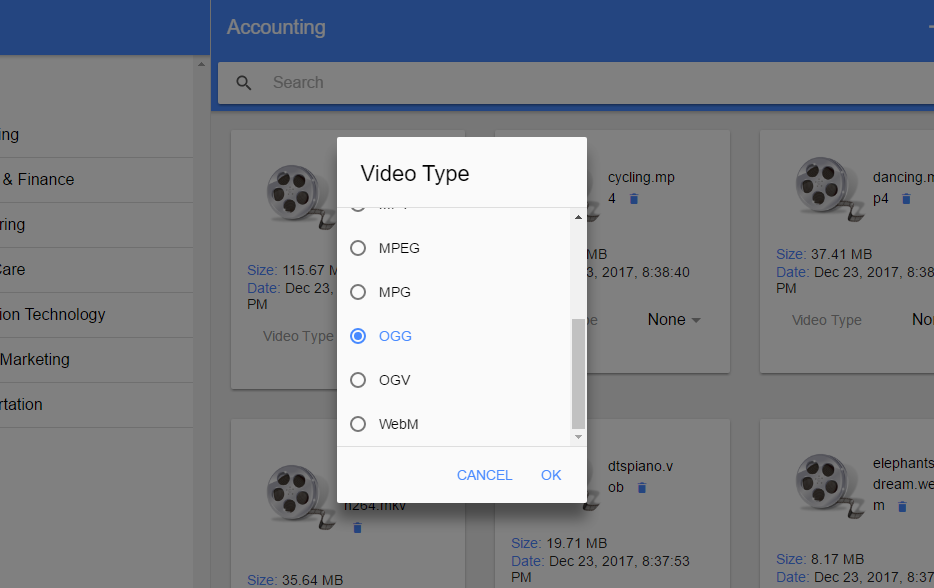 Accounting
Search
ing
& Finance
ring
Care
ion Technology
Marketing
rtation
Video Type
MPEG
MPG
OGG
OGV
WebM
CANCEL
OK
Size: 115.67 M
Date: Dec 23,
PM
Video Type
cycling.mp
4
MB
3, 2017, 8:38:40
pe
None
dancing.m
p4
Size: 37.41 MB
Date: Dec 23, 2017, 8:38
PM
Video Type
No
h264.mkv
Size: 35.64 MB
dtspiano.v
ob
Size: 19.71 MB
Date: Dec 23, 2017, 8:37:53
PM
elephants
dream.we
m
Size: 8.17 MB
Date: Dec 23, 2017, 8:37